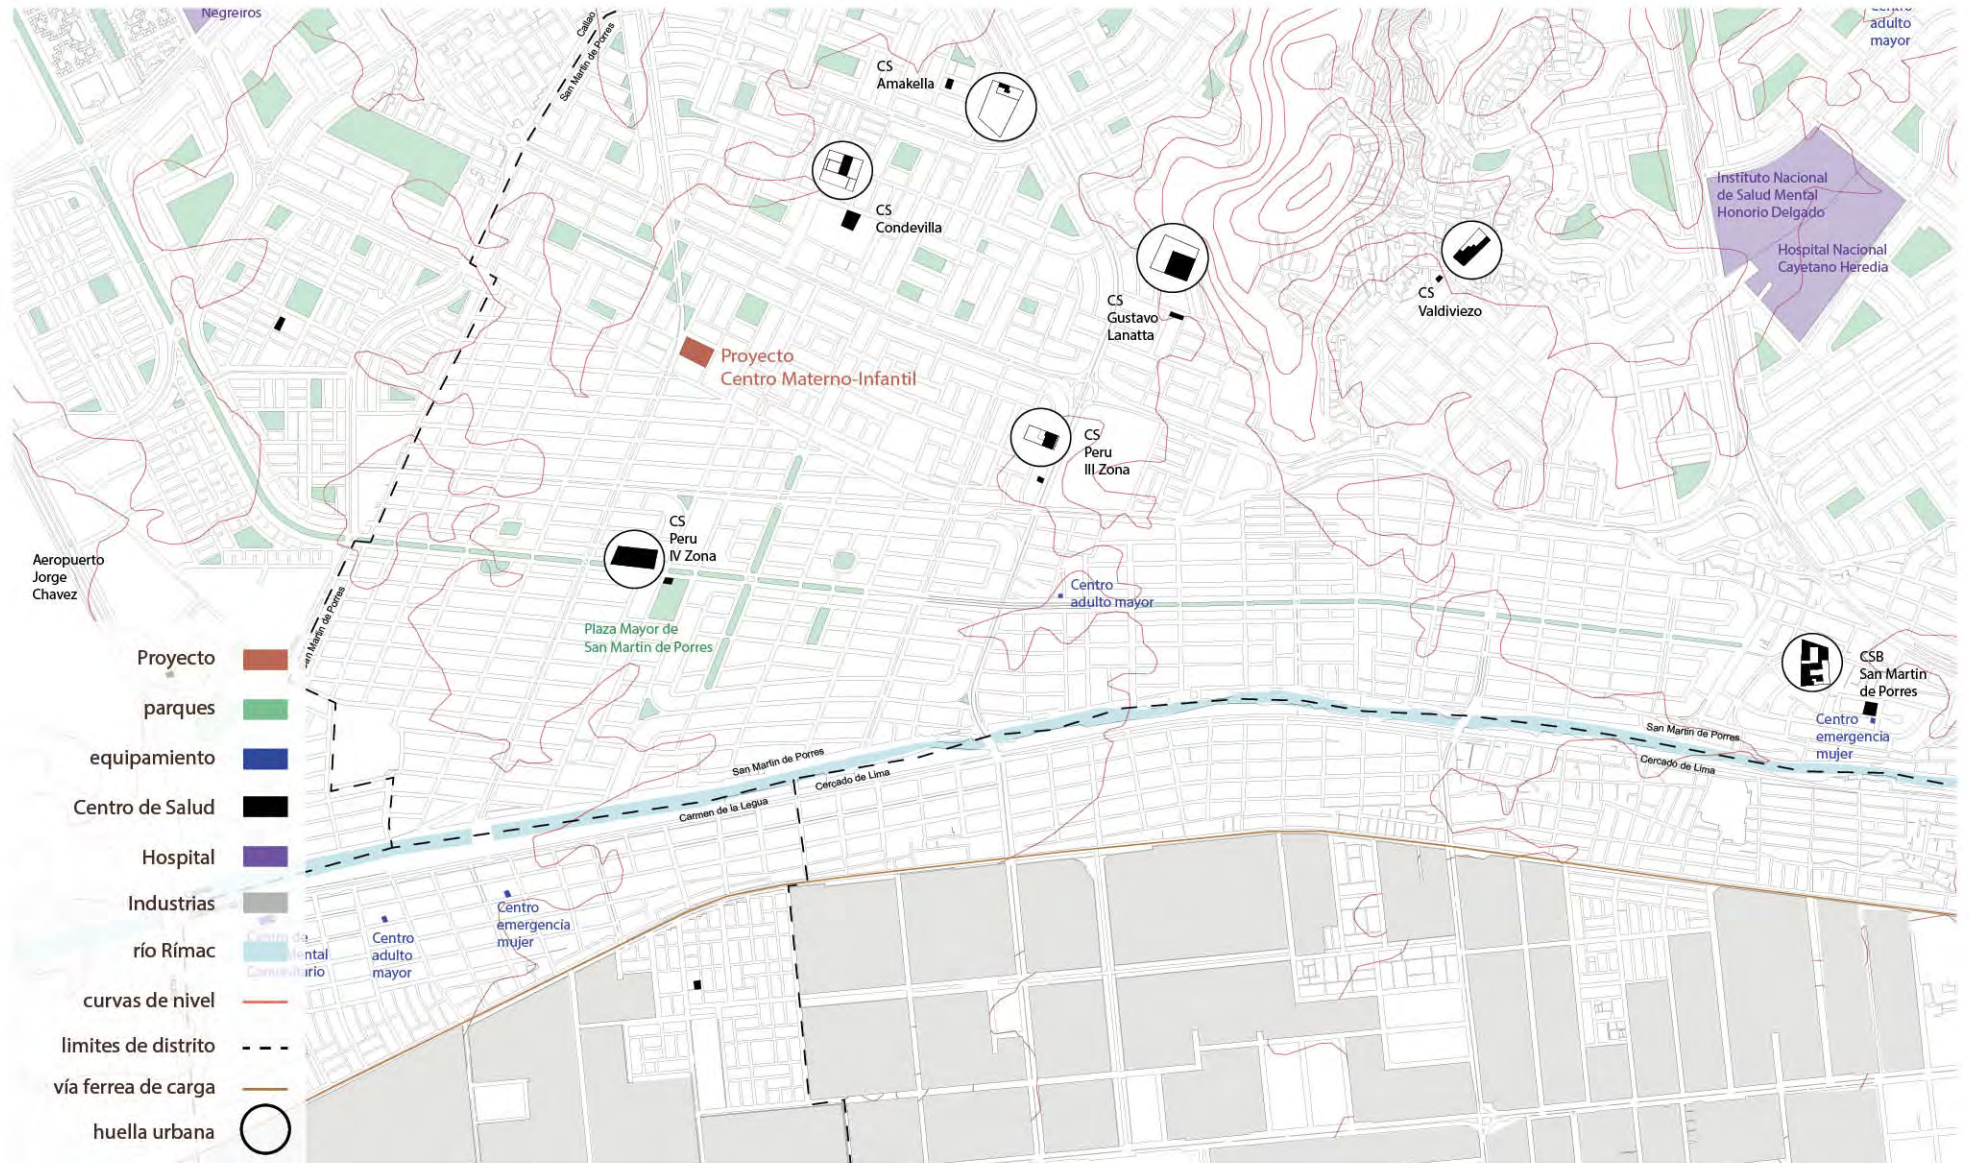 Negreiros
Callao
San Martin de Porres
CS
Amakella
Centro
adulto
mayor
CS
Condevilla
Instituto Nacional
de Salud Mental
Honorio Delgado
Hospital Nacional
Cayetano Heredia
CS
Gustavo
Lanatta
CS
Valdiviezo
Proyecto
Centro Materno-Infantil
CS
Peru
III Zona
CS
Peru
IV Zona
Aeropuerto
Jorge
Chavez
San Martin de Porres
Centro
adulto mayor
Plaza Mayor de
San Martin de Porres
CSB
San Martin
de Porres
Centro
emergencia
mujer
San Martin de Porres
Cercado de Lima
San Martin de Porres
Cercado de Lima
Carmen de la Legua
Centro
emergencia
mujer
Centro
adulto
mayor
Proyecto
parques
equipamiento
Centro de Salud
Hospital
Industrias
río Rímac
curvas de nivel
limites de distrito
vía ferrea de carga
huella urbana